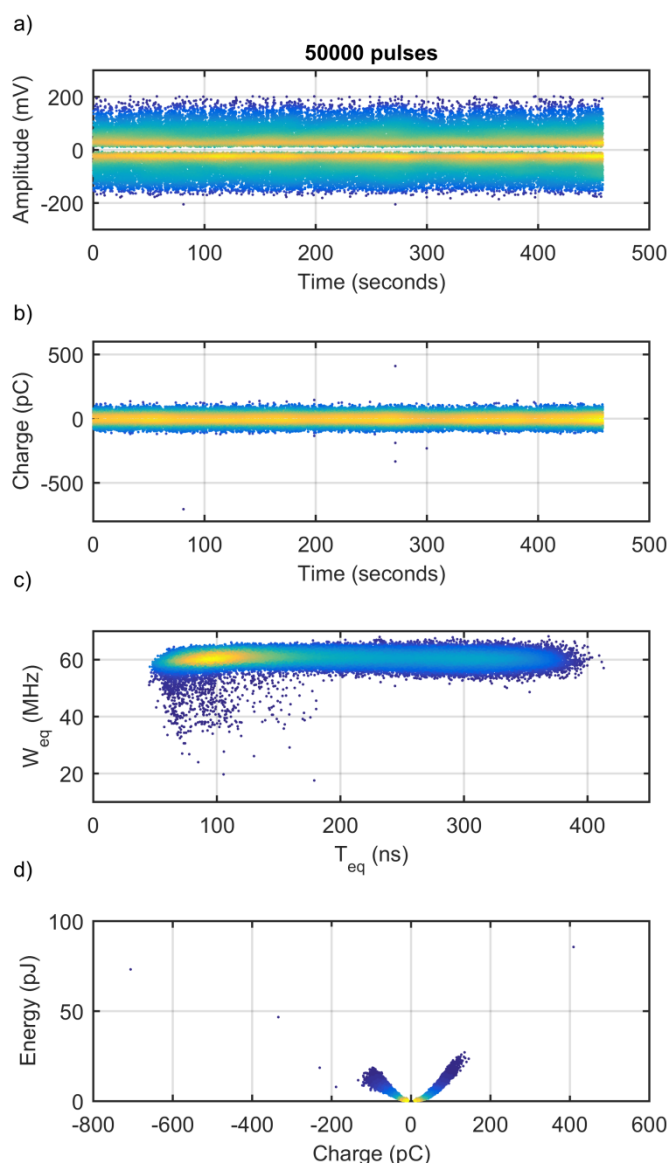 a)
50000 pulses
200
0
-200
Amplitude (mV)
0 100 200 300 400 500
Time (seconds)
b)
500
0
-500
Charge (pC)
0 100 200 300 400 500
Time (seconds)
c)
60
40
20
W_eq (MHz)
0 100 200 300 400
T_eq (ns)
d)
100
50
0
Energy (pJ)
-800 -600 -400 -200 0 200 400 600
Charge (pC)